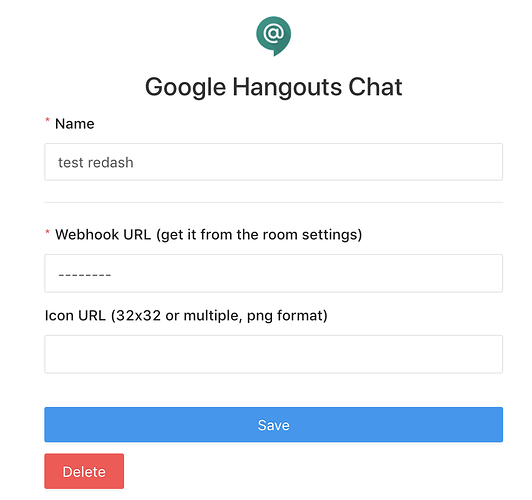 @
Google Hangouts Chat
* Name
test redash
* Webhook URL (get it from the room settings)
--------
Icon URL (32x32 or multiple, png format)
Save
Delete